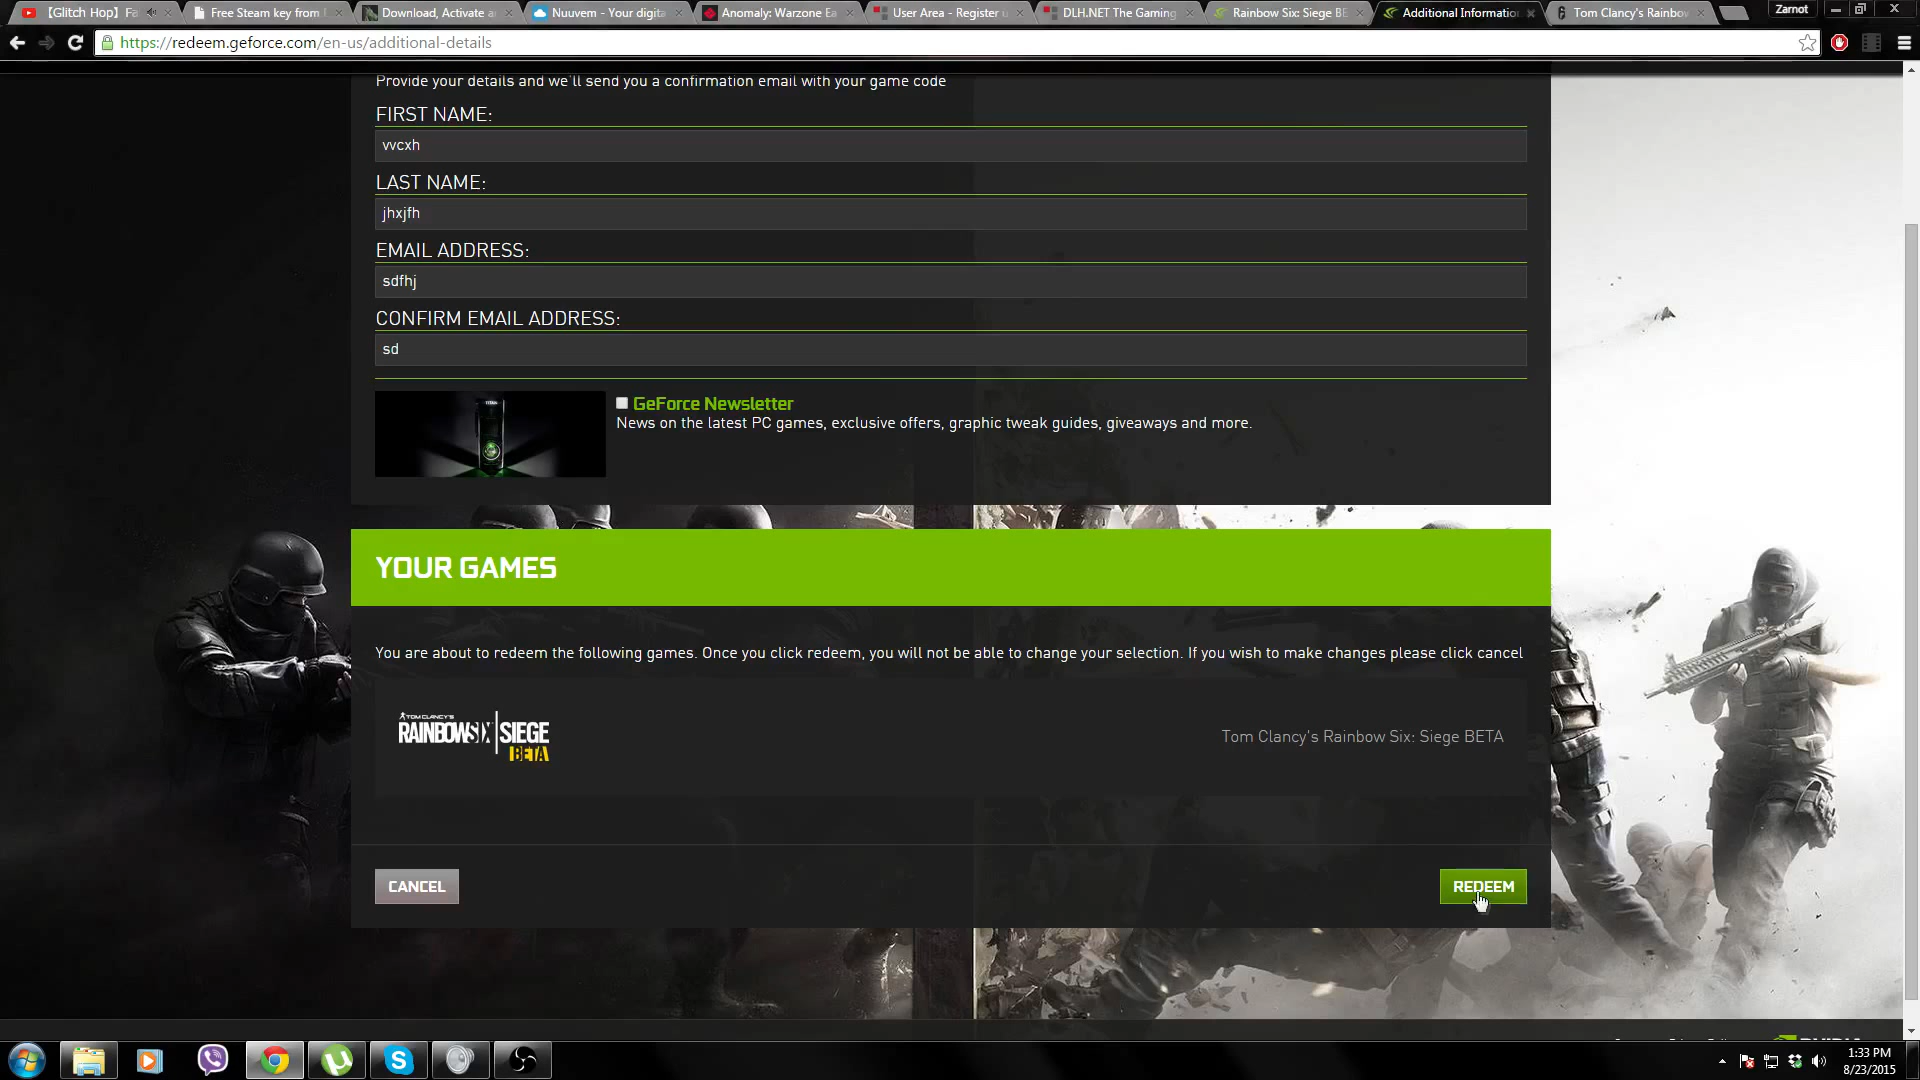 【Glitch Hop】Fa
Free Steam key from
Download, Activate a
Nuuvem - Your digita
Anomaly: Warzone Ea
User Area - Register u
DLH.NET The Gaming
Rainbow Six: Siege BE
Additional Informatio
Tom Clancy's Rainbow
Zarnot
https://redeem.geforce.com/en-us/additional-details
Provide your details and we'll send you a confirmation email with your game code
FIRST NAME:
vvcxh
LAST NAME:
jhxjfh
EMAIL ADDRESS:
sdfhj
CONFIRM EMAIL ADDRESS:
sd
TITAN
GeForce Newsletter
News on the latest PC games, exclusive offers, graphic tweak guides, giveaways and more.
YOUR GAMES
You are about to redeem the following games. Once you click redeem, you will not be able to change your selection. If you wish to make changes please click cancel
TOM CLANCY'S
RAINBOWSIX|SIEGE
BETA
Tom Clancy's Rainbow Six: Siege BETA
CANCEL
REDEEM
1:33 PM
8/23/2015